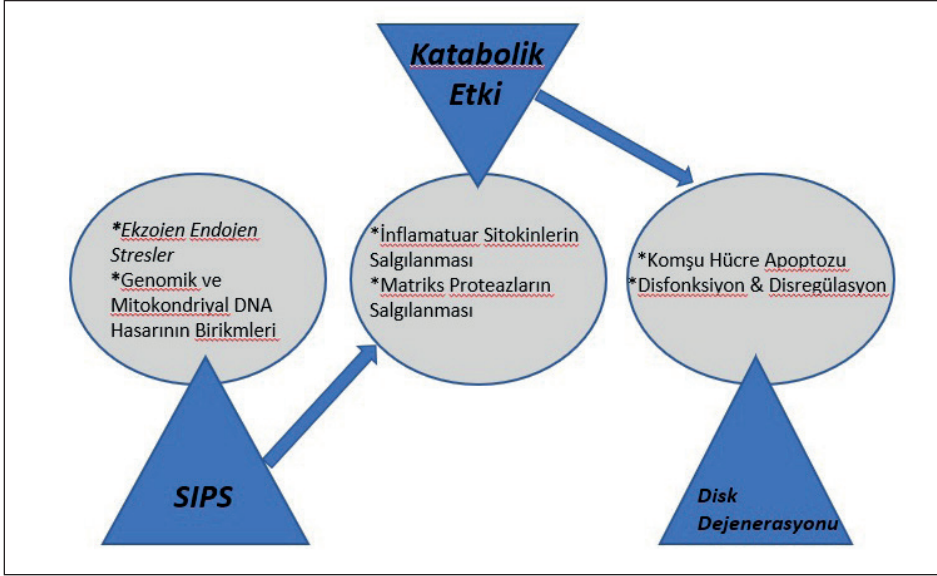 Katabolik
Etki
*Ekzojen Endojen
Stresler
*Genomik ve
Mitokondriyal DNA
Hasarının Birikmleri
*İnflamatuar Sitokinlerin
Salgılanması
*Matriks Proteazların
Salgılanması
*Komşu Hücre Apoptozu
*Disfonksiyon & Disregülasyon
SIPS
Disk
Dejenerasyonu